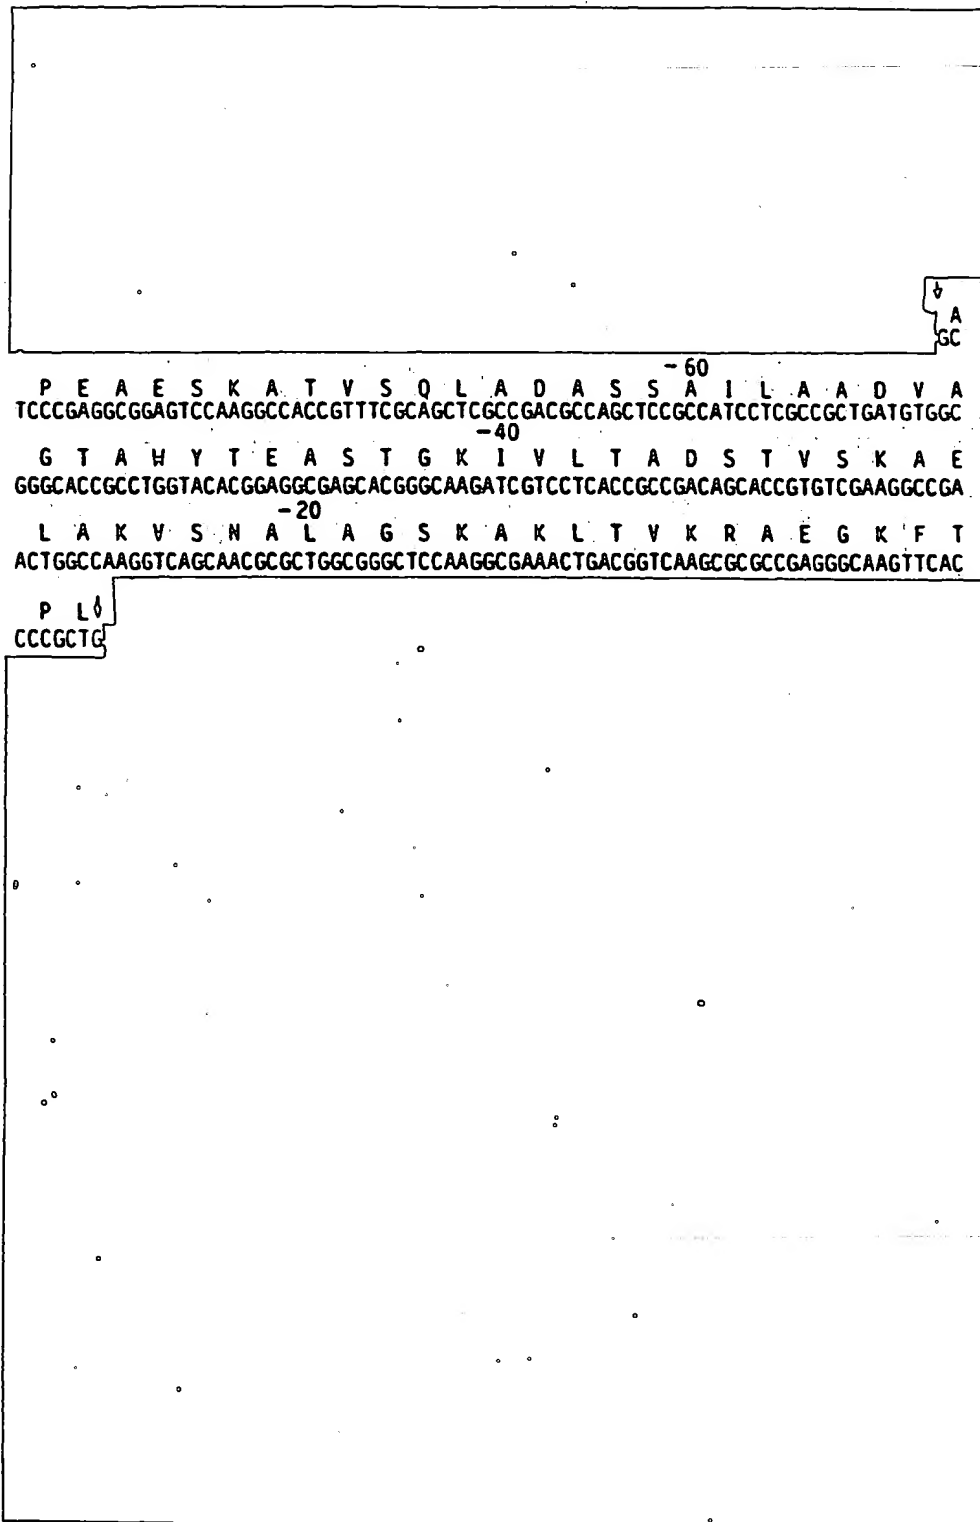 A
GC
-60
P E A E S K A T V S Q L A D A S S A I L A A D V A
TCCCGAGGCGGAGTCCAAGGCCACCGTTTCGCAGCTCGCCGACGCCAGCTCCGCCATCCTCGCCGCTGATGTGGC
-40
G T A W Y T E A S T G K I V L T A D S T V S K A E
GGGCACCGCCTGGTACACGGAGGCGAGCACGGGCAAGATCGTCCTCACCGCCGACAGCACCGTGTCGAAGGCCGA
-20
L A K V S N A L A G S K A K L T V K R A E G K F T
ACTGGCCAAGGTCAGCAACGCGCTGGCGGGCTCCAAGGCGAAACTGACGGTCAAGCGCGCCGAGGGCAAGTTCAC
P L
CCCGCTG